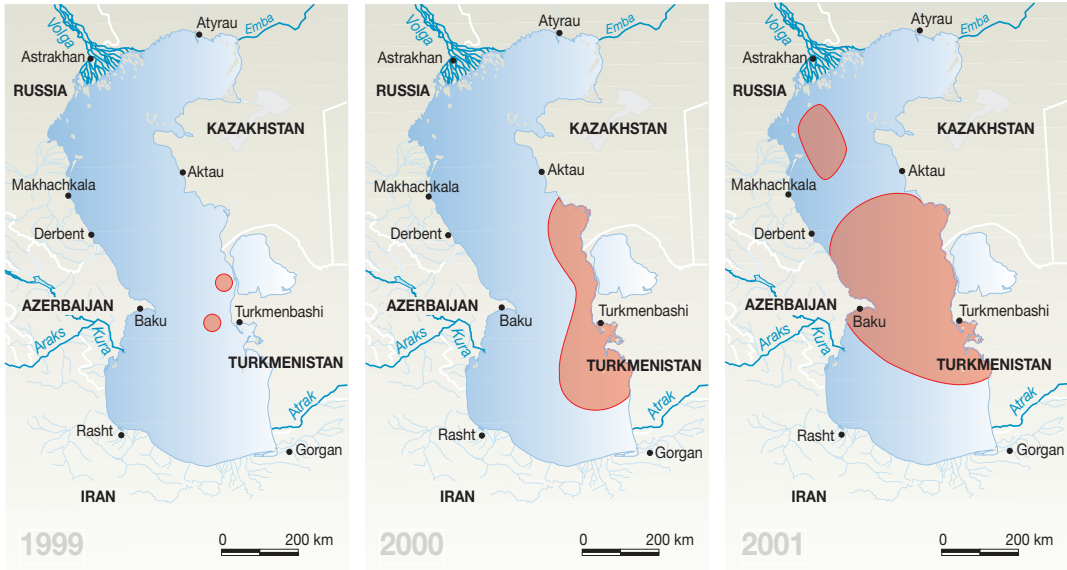 Atyrau
Volga
Emba
Astrakhan
RUSSIA
KAZAKHSTAN
Aktau
Makhachkala
Derbent
AZERBAIJAN
Baku
Turkmenbashi
Araks
Kura
TURKMENISTAN
Atrak
Rasht
Gorgan
IRAN
1999
0 200 km
Atyrau
Volga
Emba
Astrakhan
RUSSIA
KAZAKHSTAN
Aktau
Makhachkala
Derbent
AZERBAIJAN
Baku
Turkmenbashi
Araks
Kura
TURKMENISTAN
Atrak
Rasht
Gorgan
IRAN
2000
0 200 km
Atyrau
Volga
Emba
Astrakhan
RUSSIA
KAZAKHSTAN
Aktau
Makhachkala
Derbent
AZERBAIJAN
Baku
Turkmenbashi
Araks
Kura
TURKMENISTAN
Atrak
Rasht
Gorgan
IRAN
2001
0 200 km